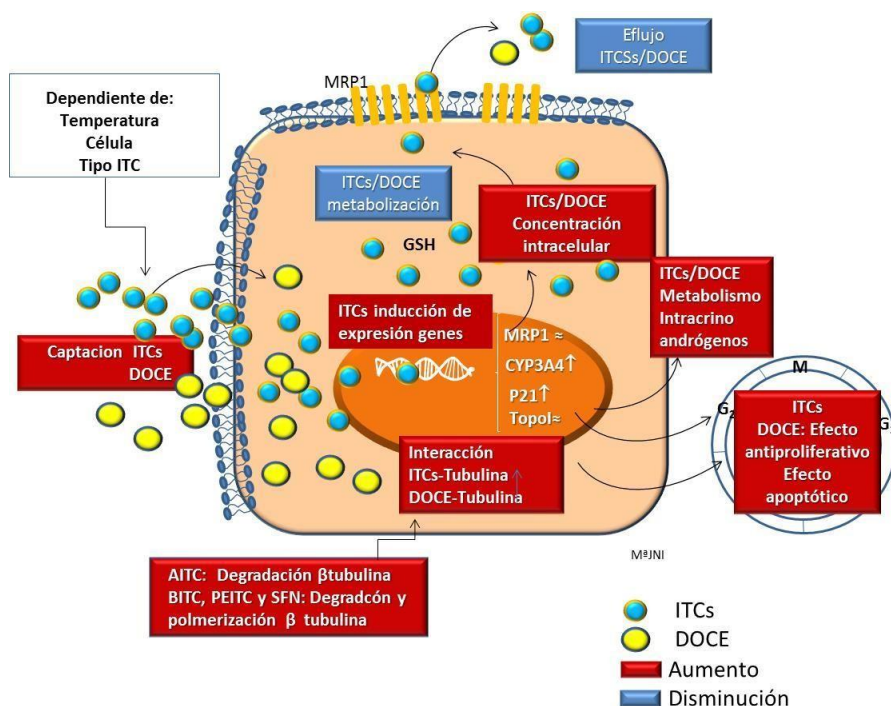 Eflujo
ITCSs/DOCE
MRP1
Dependiente de:
Temperatura
Célula
Tipo ITC
ITCs/DOCE
metabolización
ITCs/DOCE
Concentración
intracelular
GSH
ITCs/DOCE
Metabolismo
Intracrino
andrógenos
ITCs inducción de
expresión genes
MRP1 ≈
CYP3A4↑
P21↑
TopoI≈
Captacion ITCs
DOCE
M
G₂
G
ITCs
DOCE: Efecto
antiproliferativo
Efecto
apoptótico
Interacción
ITCs-Tubulina↑
DOCE-Tubulina
MªJNI
AITC: Degradación βtubulina
BITC, PEITC y SFN: Degradcón y
polmerización β tubulina
ITCs
DOCE
Aumento
Disminución